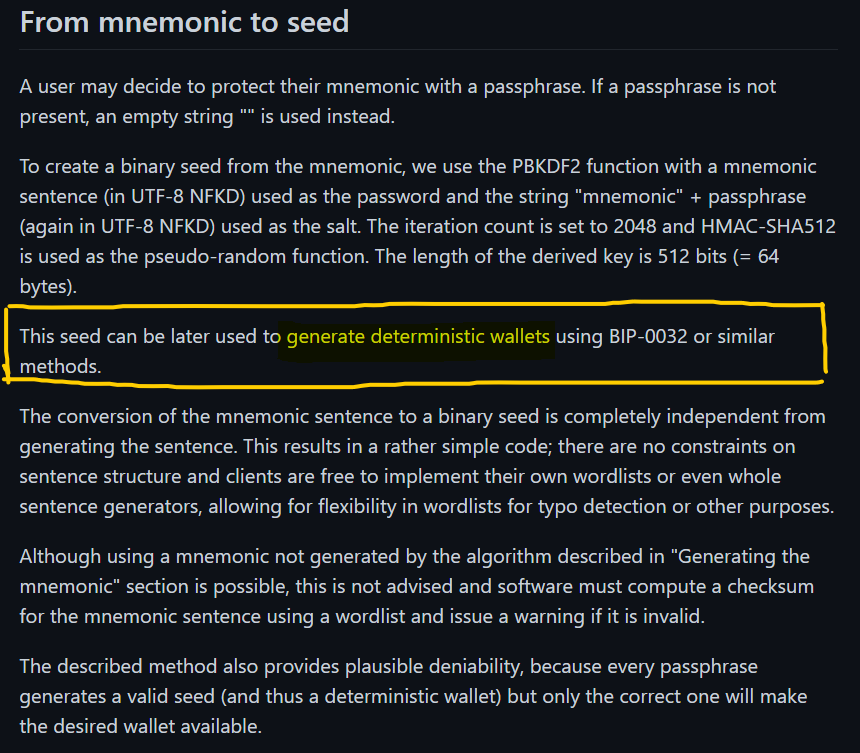 From mnemonic to seed
A user may decide to protect their mnemonic with a passphrase. If a passphrase is not
present, an empty string "" is used instead.
To create a binary seed from the mnemonic, we use the PBKDF2 function with a mnemonic
sentence (in UTF-8 NFKD) used as the password and the string "mnemonic" + passphrase
(again in UTF-8 NFKD) used as the salt. The iteration count is set to 2048 and HMAC-SHA512
is used as the pseudo-random function. The length of the derived key is 512 bits (= 64
bytes).
This seed can be later used to generate deterministic wallets using BIP-0032 or similar
methods.
The conversion of the mnemonic sentence to a binary seed is completely independent from
generating the sentence. This results in a rather simple code; there are no constraints on
sentence structure and clients are free to implement their own wordlists or even whole
sentence generators, allowing for flexibility in wordlists for typo detection or other purposes.
Although using a mnemonic not generated by the algorithm described in "Generating the
mnemonic" section is possible, this is not advised and software must compute a checksum
for the mnemonic sentence using a wordlist and issue a warning if it is invalid.
The described method also provides plausible deniability, because every passphrase
generates a valid seed (and thus a deterministic wallet) but only the correct one will make
the desired wallet available.